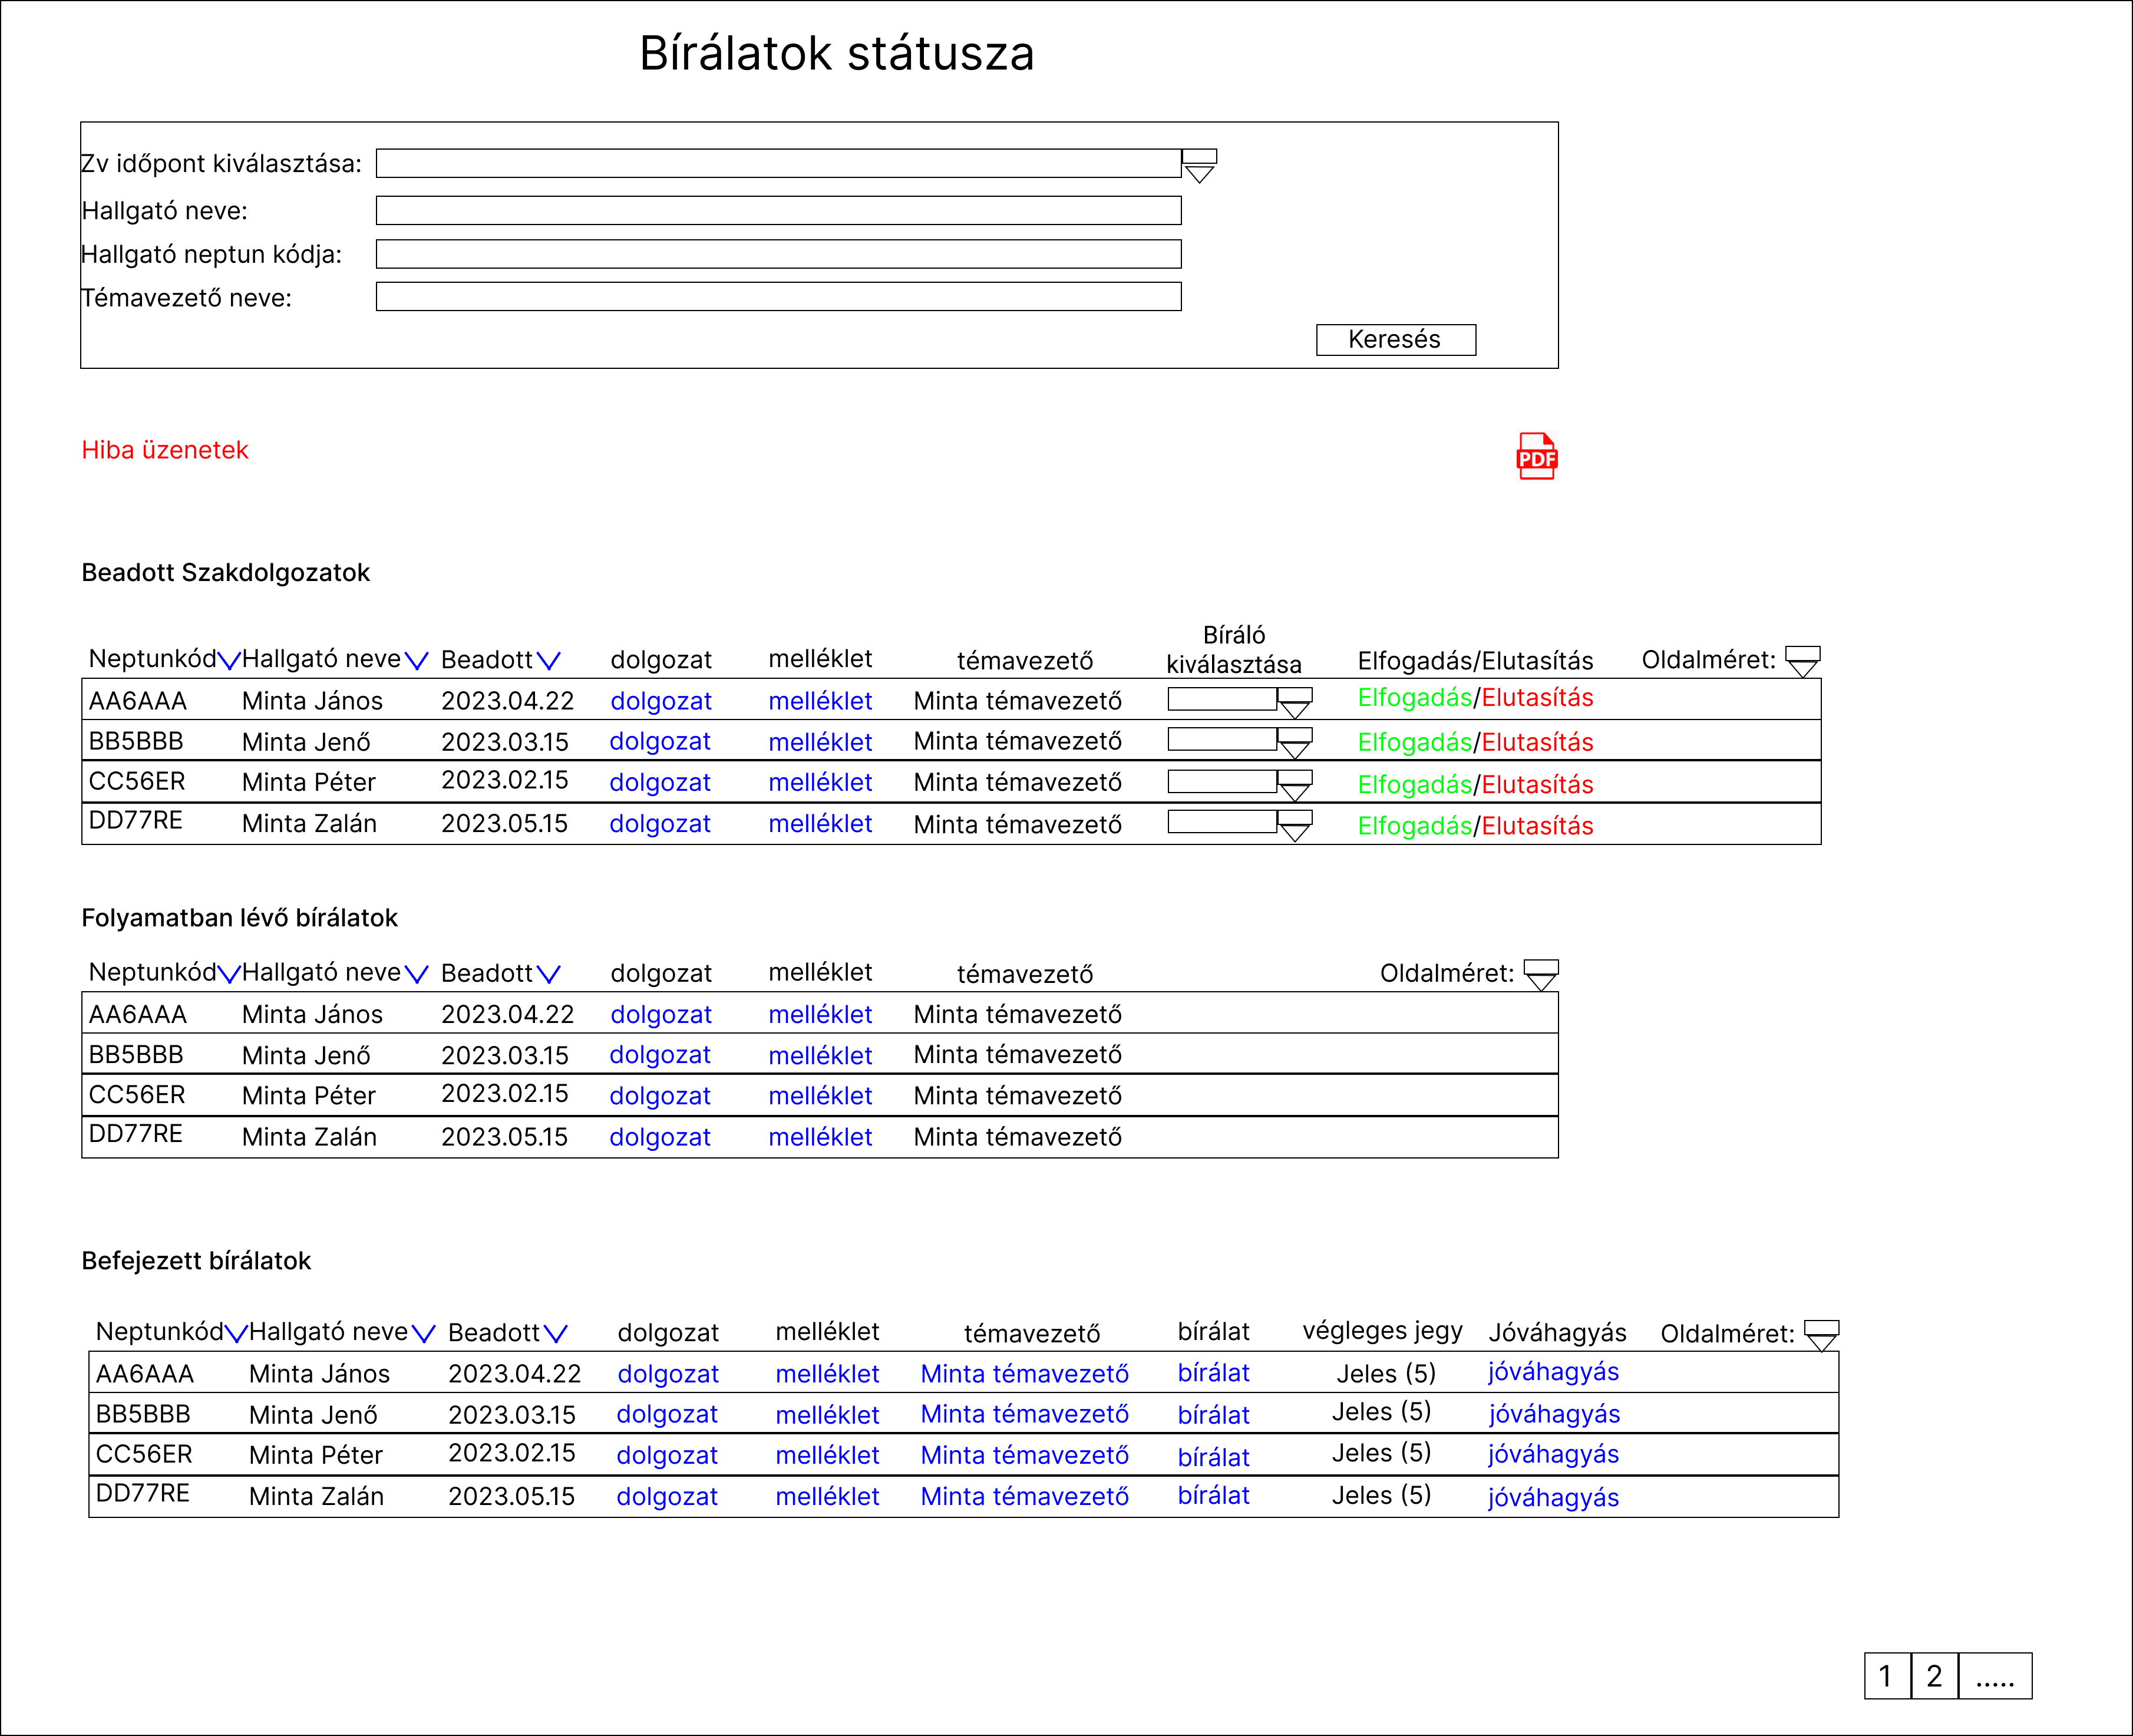 Bírálatok státusza
Zv időpont kiválasztása:
Hallgató neve:
Hallgató neptun kódja:
Témavezető neve:
Keresés
Hiba üzenetek
PDF
Beadott Szakdolgozatok
Neptunkód Hallgató neve Beadott dolgozat melléklet témavezető Bíráló kiválasztása Elfogadás/Elutasítás Oldalméret:
AA6AAA Minta János 2023.04.22 dolgozat melléklet Minta témavezető Elfogadás/Elutasítás
BB5BBB Minta Jenő 2023.03.15 dolgozat melléklet Minta témavezető Elfogadás/Elutasítás
CC56ER Minta Péter 2023.02.15 dolgozat melléklet Minta témavezető Elfogadás/Elutasítás
DD77RE Minta Zalán 2023.05.15 dolgozat melléklet Minta témavezető Elfogadás/Elutasítás
Folyamatban lévő bírálatok
Neptunkód Hallgató neve Beadott dolgozat melléklet témavezető Oldalméret:
AA6AAA Minta János 2023.04.22 dolgozat melléklet Minta témavezető
BB5BBB Minta Jenő 2023.03.15 dolgozat melléklet Minta témavezető
CC56ER Minta Péter 2023.02.15 dolgozat melléklet Minta témavezető
DD77RE Minta Zalán 2023.05.15 dolgozat melléklet Minta témavezető
Befejezett bírálatok
Neptunkód Hallgató neve Beadott dolgozat melléklet témavezető bírálat végleges jegy Jóváhagyás Oldalméret:
AA6AAA Minta János 2023.04.22 dolgozat melléklet Minta témavezető bírálat Jeles (5) jóváhagyás
BB5BBB Minta Jenő 2023.03.15 dolgozat melléklet Minta témavezető bírálat Jeles (5) jóváhagyás
CC56ER Minta Péter 2023.02.15 dolgozat melléklet Minta témavezető bírálat Jeles (5) jóváhagyás
DD77RE Minta Zalán 2023.05.15 dolgozat melléklet Minta témavezető bírálat Jeles (5) jóváhagyás
1 2 .....